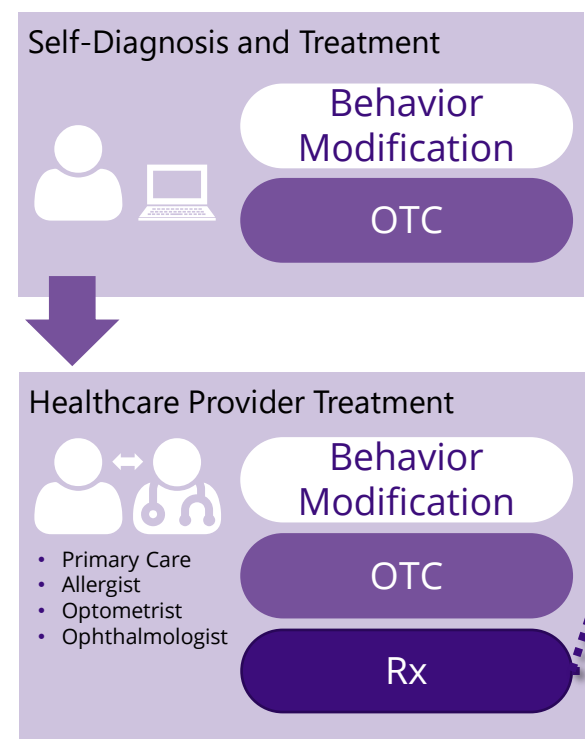 Self-Diagnosis and Treatment
Behavior
Modification
OTC
Healthcare Provider Treatment
Behavior
Modification
• Primary Care
• Allergist
• Optometrist
• Ophthalmologist
OTC
Rx